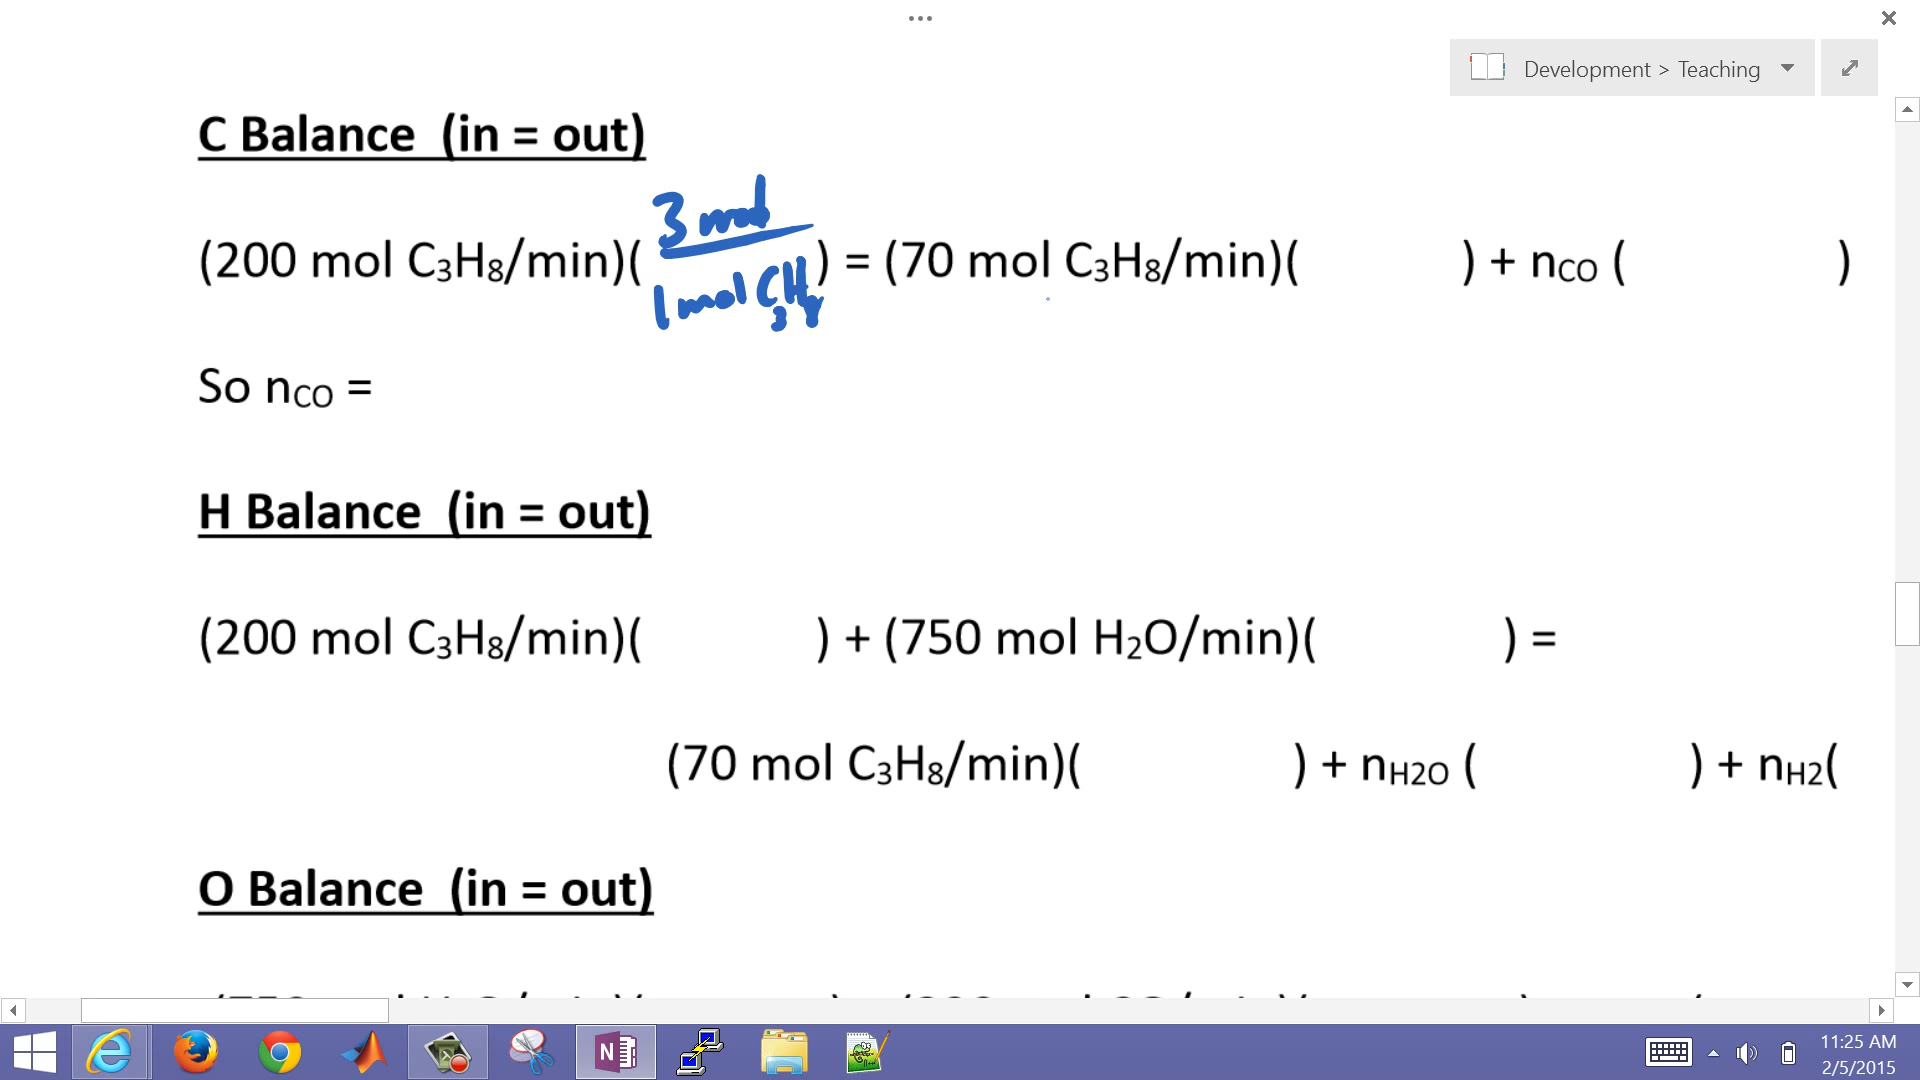 ...
Development > Teaching
C Balance (in = out)
3 mol
(200 mol C₃H₈/min)( ) = (70 mol C₃H₈/min)( ) + nCO ( )
1 mol C₃H₈
So nCO =
H Balance (in = out)
(200 mol C₃H₈/min)( ) + (750 mol H₂O/min)( ) =
(70 mol C₃H₈/min)( ) + nH2O ( ) + nH2(
O Balance (in = out)
N
11:25 AM
2/5/2015